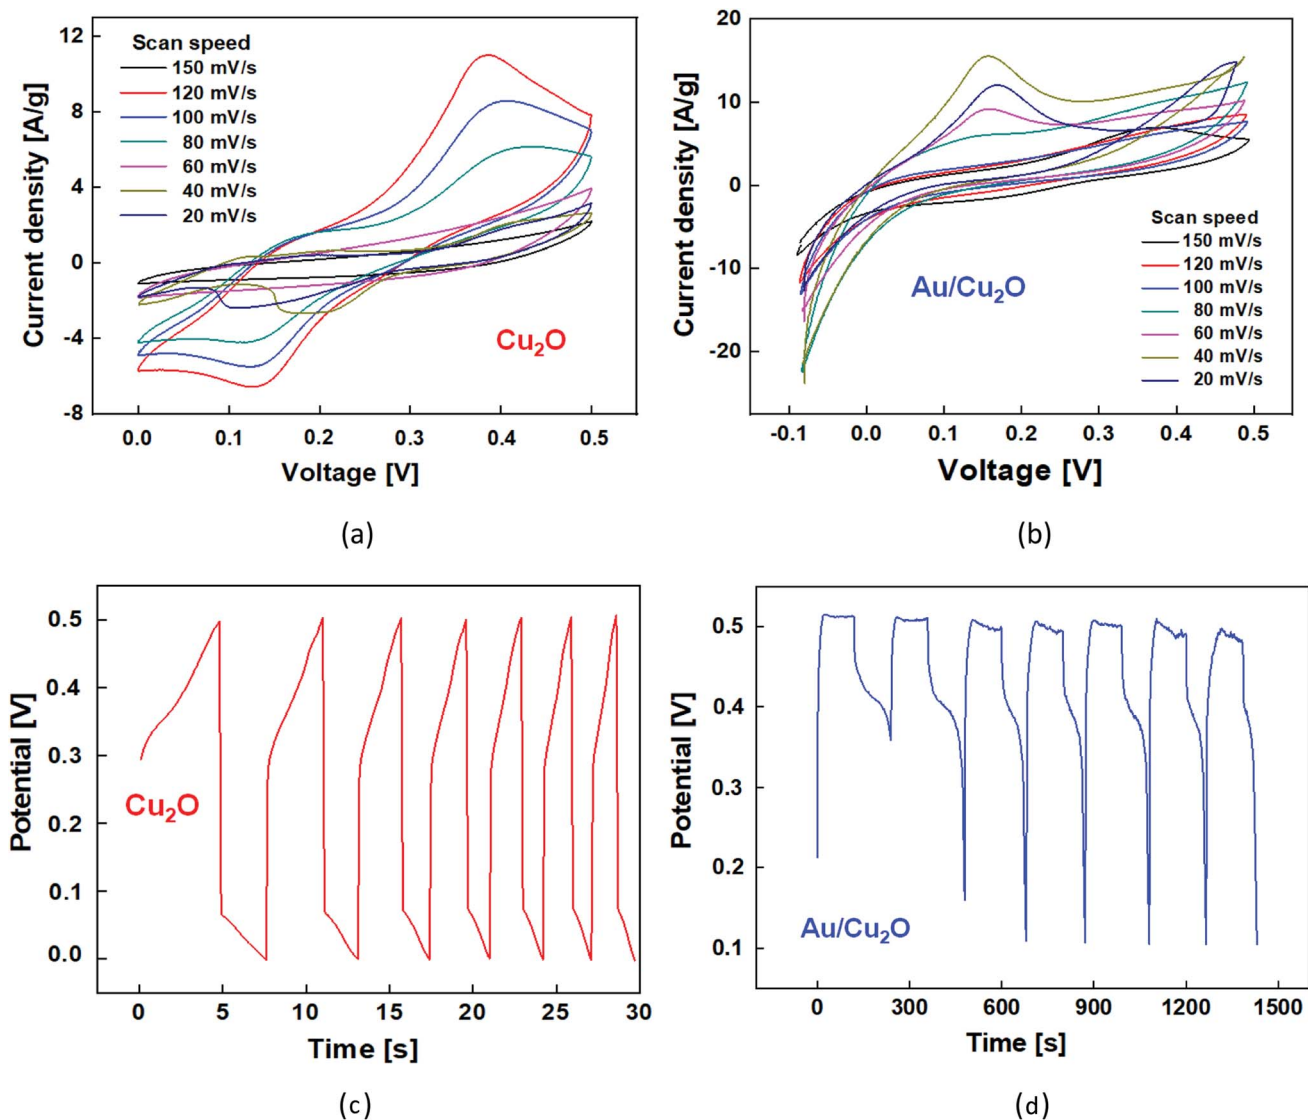 12
8
4
0
-4
-8
Current density [A/g]
Scan speed
150 mV/s
120 mV/s
100 mV/s
80 mV/s
60 mV/s
40 mV/s
20 mV/s
Cu₂O
0.0 0.1 0.2 0.3 0.4 0.5
Voltage [V]
(a)
20
10
0
-10
-20
Current density [A/g]
Au/Cu₂O
Scan speed
150 mV/s
120 mV/s
100 mV/s
80 mV/s
60 mV/s
40 mV/s
20 mV/s
-0.1 0.0 0.1 0.2 0.3 0.4 0.5
Voltage [V]
(b)
0.5
0.4
0.3
0.2
0.1
0.0
Potential [V]
Cu₂O
0 5 10 15 20 25 30
Time [s]
(c)
0.5
0.4
0.3
0.2
0.1
Potential [V]
Au/Cu₂O
0 300 600 900 1200 1500
Time [s]
(d)